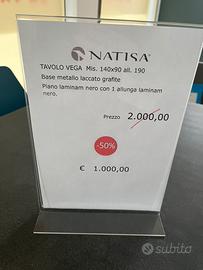 NATISA®
TAVOLO VEGA Mis. 140x90 all. 190
Base metallo laccato grafite
Piano laminam nero con 1 allunga laminam
nero.
Prezzo 2.000,00
-50%
€ 1.000,00
subito